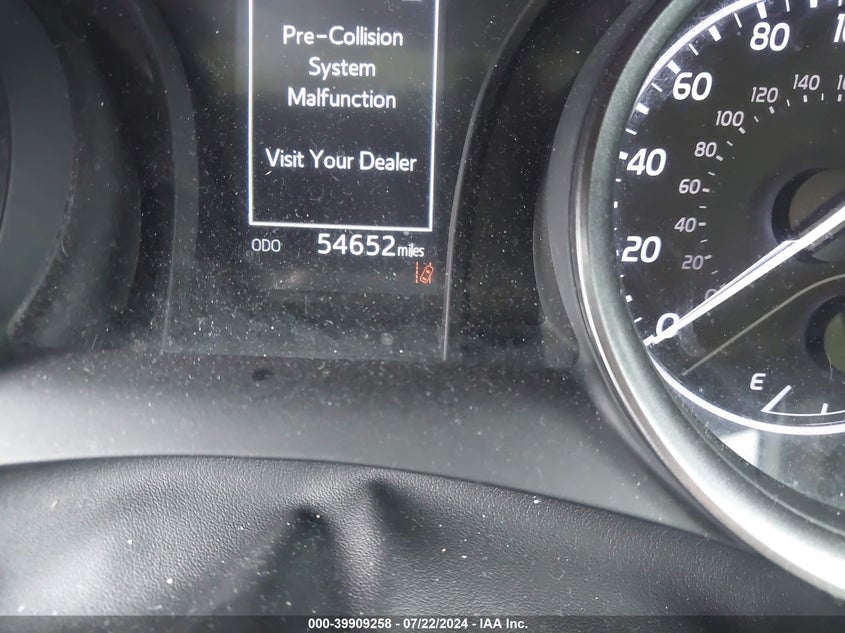 Pre-Collision
System
Malfunction
Visit Your Dealer
ODO 54652 miles
80
60
40
20
0
140
120
100
80
60
40
20
E
000-39909258 - 07/22/2024 - IAA Inc.